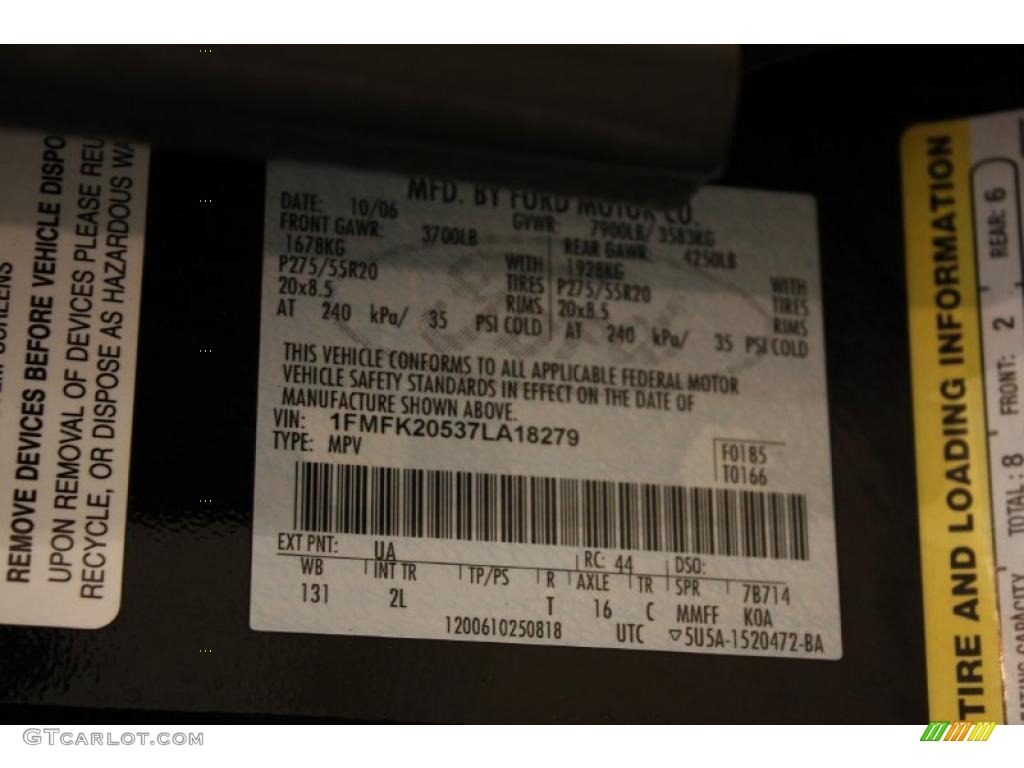 REMOVE DEVICES BEFORE VEHICLE DISPO
UPON REMOVAL OF DEVICES PLEASE REU
RECYCLE, OR DISPOSE AS HAZARDOUS WA
MFD. BY FORD MOTOR CO.
DATE: 10/06 GVWR: 7900LB/ 3583KG
FRONT GAWR: 3700LB REAR GAWR: 4250LB
1678KG WITH 1928KG WITH
P275/55R20 TIRES P275/55R20 TIRES
20x8.5 RIMS 20x8.5 RIMS
AT 240 kPa/ 35 PSI COLD AT 240 kPa/ 35 PSI COLD
THIS VEHICLE CONFORMS TO ALL APPLICABLE FEDERAL MOTOR
VEHICLE SAFETY STANDARDS IN EFFECT ON THE DATE OF
MANUFACTURE SHOWN ABOVE.
VIN: 1FMFK20537LA18279
TYPE: MPV
F0185
T0166
EXT PNT: UA RC: 44 DSO:
WB INT TR TP/PS R AXLE TR SPR 7B714
131 2L T 16 C MMFF KOA
1200610250818 UTC ▽5U5A-1520472-BA
TIRE AND LOADING INFORMATION
TOTAL: 8 FRONT: 2 REAR: 6
CAPACITY
GTCarlot.com